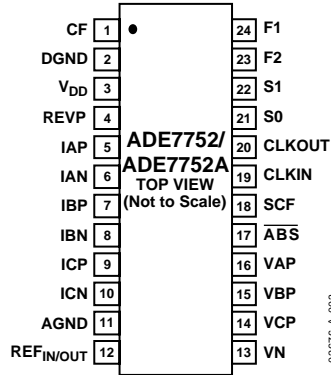 CF 1 24 F1
DGND 2 23 F2
VDD 3 22 S1
REVP 4 21 S0
IAP 5 ADE7752/ 20 CLKOUT
IAN 6 ADE7752A 19 CLKIN
TOP VIEW
IBP 7 (Not to Scale) 18 SCF
IBN 8 17 ABS
ICP 9 16 VAP
ICN 10 15 VBP
AGND 11 14 VCP
REFIN/OUT 12 13 VN